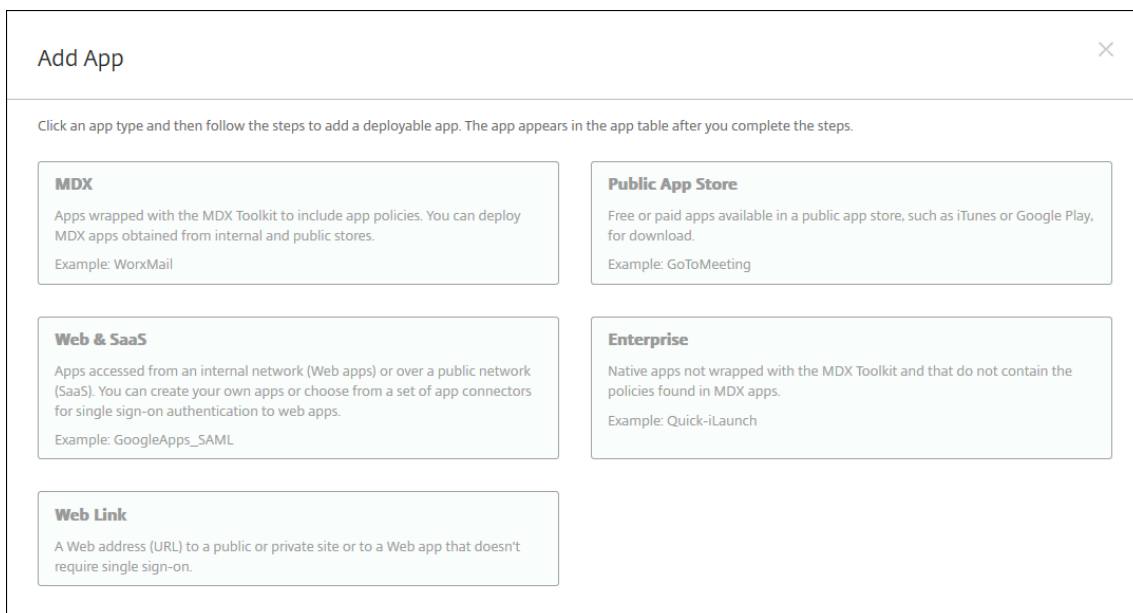 Add App
Click an app type and then follow the steps to add a deployable app. The app appears in the app table after you complete the steps.
MDX
Apps wrapped with the MDX Toolkit to include app policies. You can deploy
MDX apps obtained from internal and public stores.
Example: WorxMail
Public App Store
Free or paid apps available in a public app store, such as iTunes or Google Play,
for download.
Example: GoToMeeting
Web & SaaS
Apps accessed from an internal network (Web apps) or over a public network
(SaaS). You can create your own apps or choose from a set of app connectors
for single sign-on authentication to web apps.
Example: GoogleApps_SAML
Enterprise
Native apps not wrapped with the MDX Toolkit and that do not contain the
policies found in MDX apps.
Example: Quick-iLaunch
Web Link
A Web address (URL) to a public or private site or to a Web app that doesn't
require single sign-on.